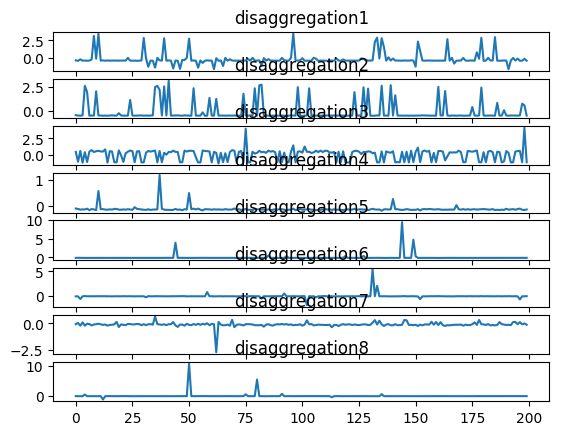 disaggregation1
2.5
0.0
disaggregation2
2.5
0.0
disaggregation3
2.5
0.0
disaggregation4
1
0
disaggregation5
10
5
0
disaggregation6
5
0
disaggregation7
0.0
−2.5
disaggregation8
10
0
0 25 50 75 100 125 150 175 200